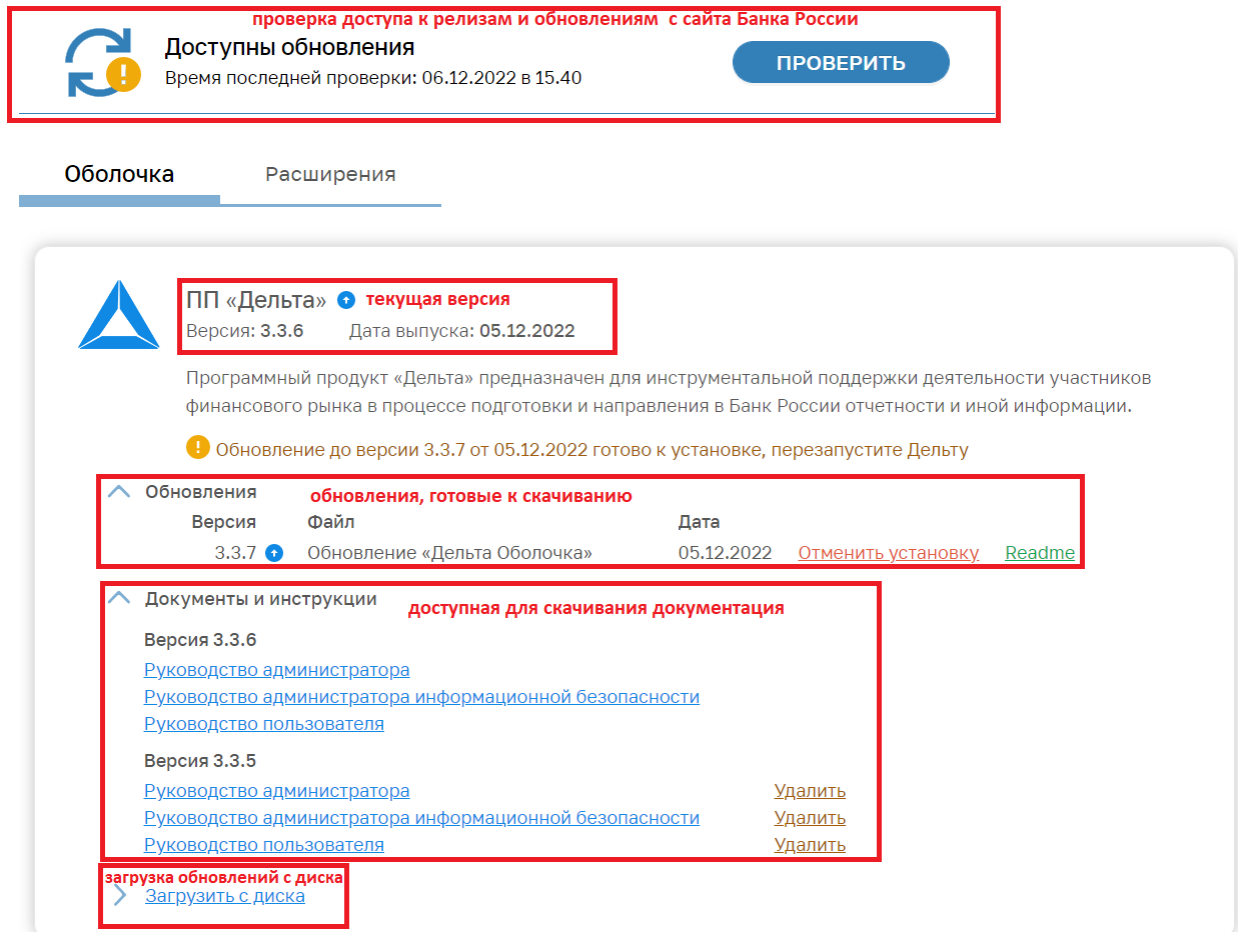 проверка доступа к релизам и обновлениям с сайта Банка России
Доступны обновления
Время последней проверки: 06.12.2022 в 15.40
ПРОВЕРИТЬ
Оболочка Расширения
ПП «Дельта» текущая версия
Версия: 3.3.6 Дата выпуска: 05.12.2022
Программный продукт «Дельта» предназначен для инструментальной поддержки деятельности участников
финансового рынка в процессе подготовки и направления в Банк России отчетности и иной информации.
Обновление до версии 3.3.7 от 05.12.2022 готово к установке, перезапустите Дельту
Обновления обновления, готовые к скачиванию
Версия Файл Дата
3.3.7 Обновление «Дельта Оболочка» 05.12.2022 Отменить установку Readme
Документы и инструкции доступная для скачивания документация
Версия 3.3.6
Руководство администратора
Руководство администратора информационной безопасности
Руководство пользователя
Версия 3.3.5
Руководство администратора Удалить
Руководство администратора информационной безопасности Удалить
Руководство пользователя Удалить
загрузка обновлений с диска
Загрузить с диска